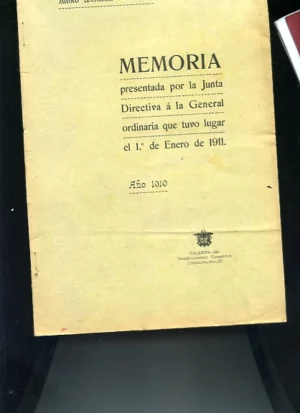 MEMORIA
presentada por la Junta
Directiva á la General
ordinaria que tuvo lugar
el 1.º de Enero de 1911.
Año 1910